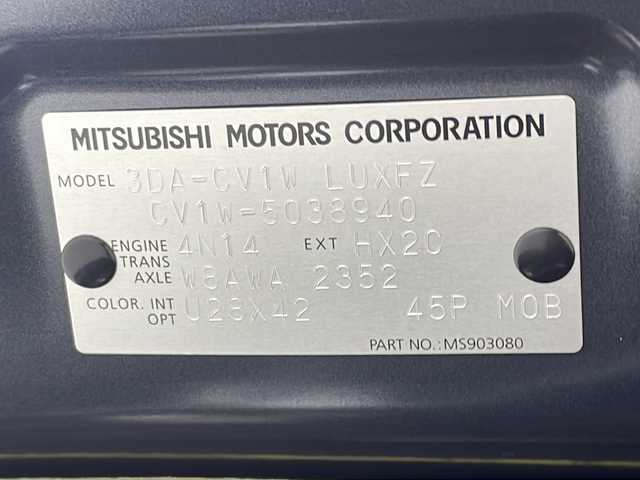 MITSUBISHI MOTORS CORPORATION
MODEL 3DA-CV1W LUXFZ
CV1W-5038940
ENGINE 4N14 EXT HX2C
TRANS
AXLE W8AWA 2352
COLOR. INT U28X42 45P M0B
OPT
PART NO.: MS903080